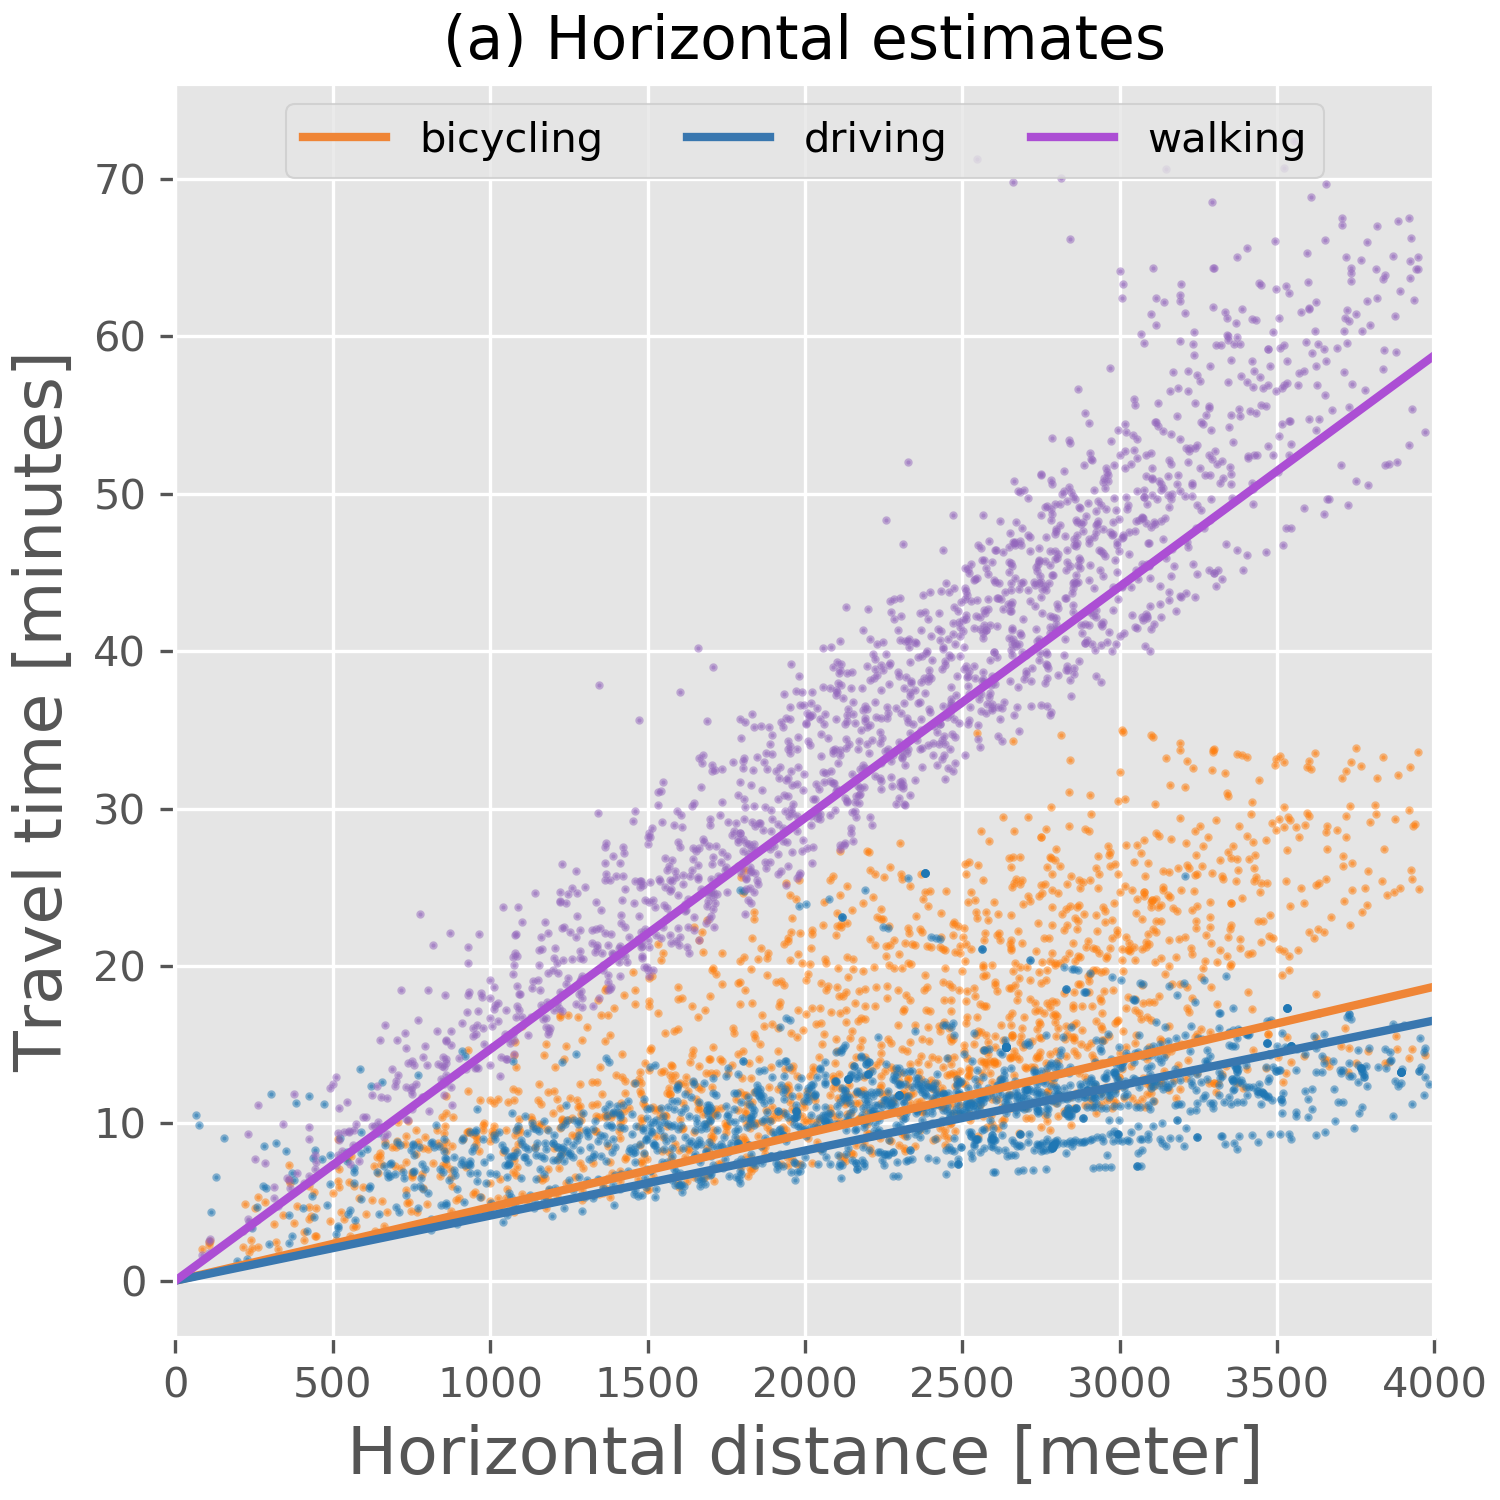 (a) Horizontal estimates
bicycling driving walking
70
60
50
40
30
20
10
0
Travel time [minutes]
0 500 1000 1500 2000 2500 3000 3500 4000
Horizontal distance [meter]